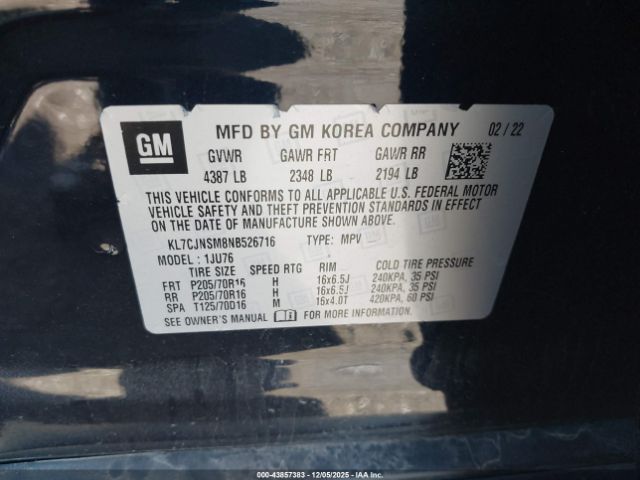 GM MFD BY GM KOREA COMPANY 02 / 22
GVWR GAWR FRT GAWR RR
4387 LB 2348 LB 2194 LB
THIS VEHICLE CONFORMS TO ALL APPLICABLE U.S. FEDERAL MOTOR
VEHICLE SAFETY AND THEFT PREVENTION STANDARDS IN EFFECT
ON THE DATE OF MANUFACTURE SHOWN ABOVE.
KL7CJNSM8NB526716 TYPE: MPV
MODEL: 1JU76
TIRE SIZE SPEED RTG RIM COLD TIRE PRESSURE
FRT P205/70R16 H 16x6.5J 240KPA, 35 PSI
RR P205/70R16 H 16x6.5J 240KPA, 35 PSI
SPA T125/70D16 M 16x4.0T 420KPA, 60 PSI
SEE OWNER'S MANUAL FOR MORE INFORMATION.
000-43857383 12/05/2025 - IAAI.CA